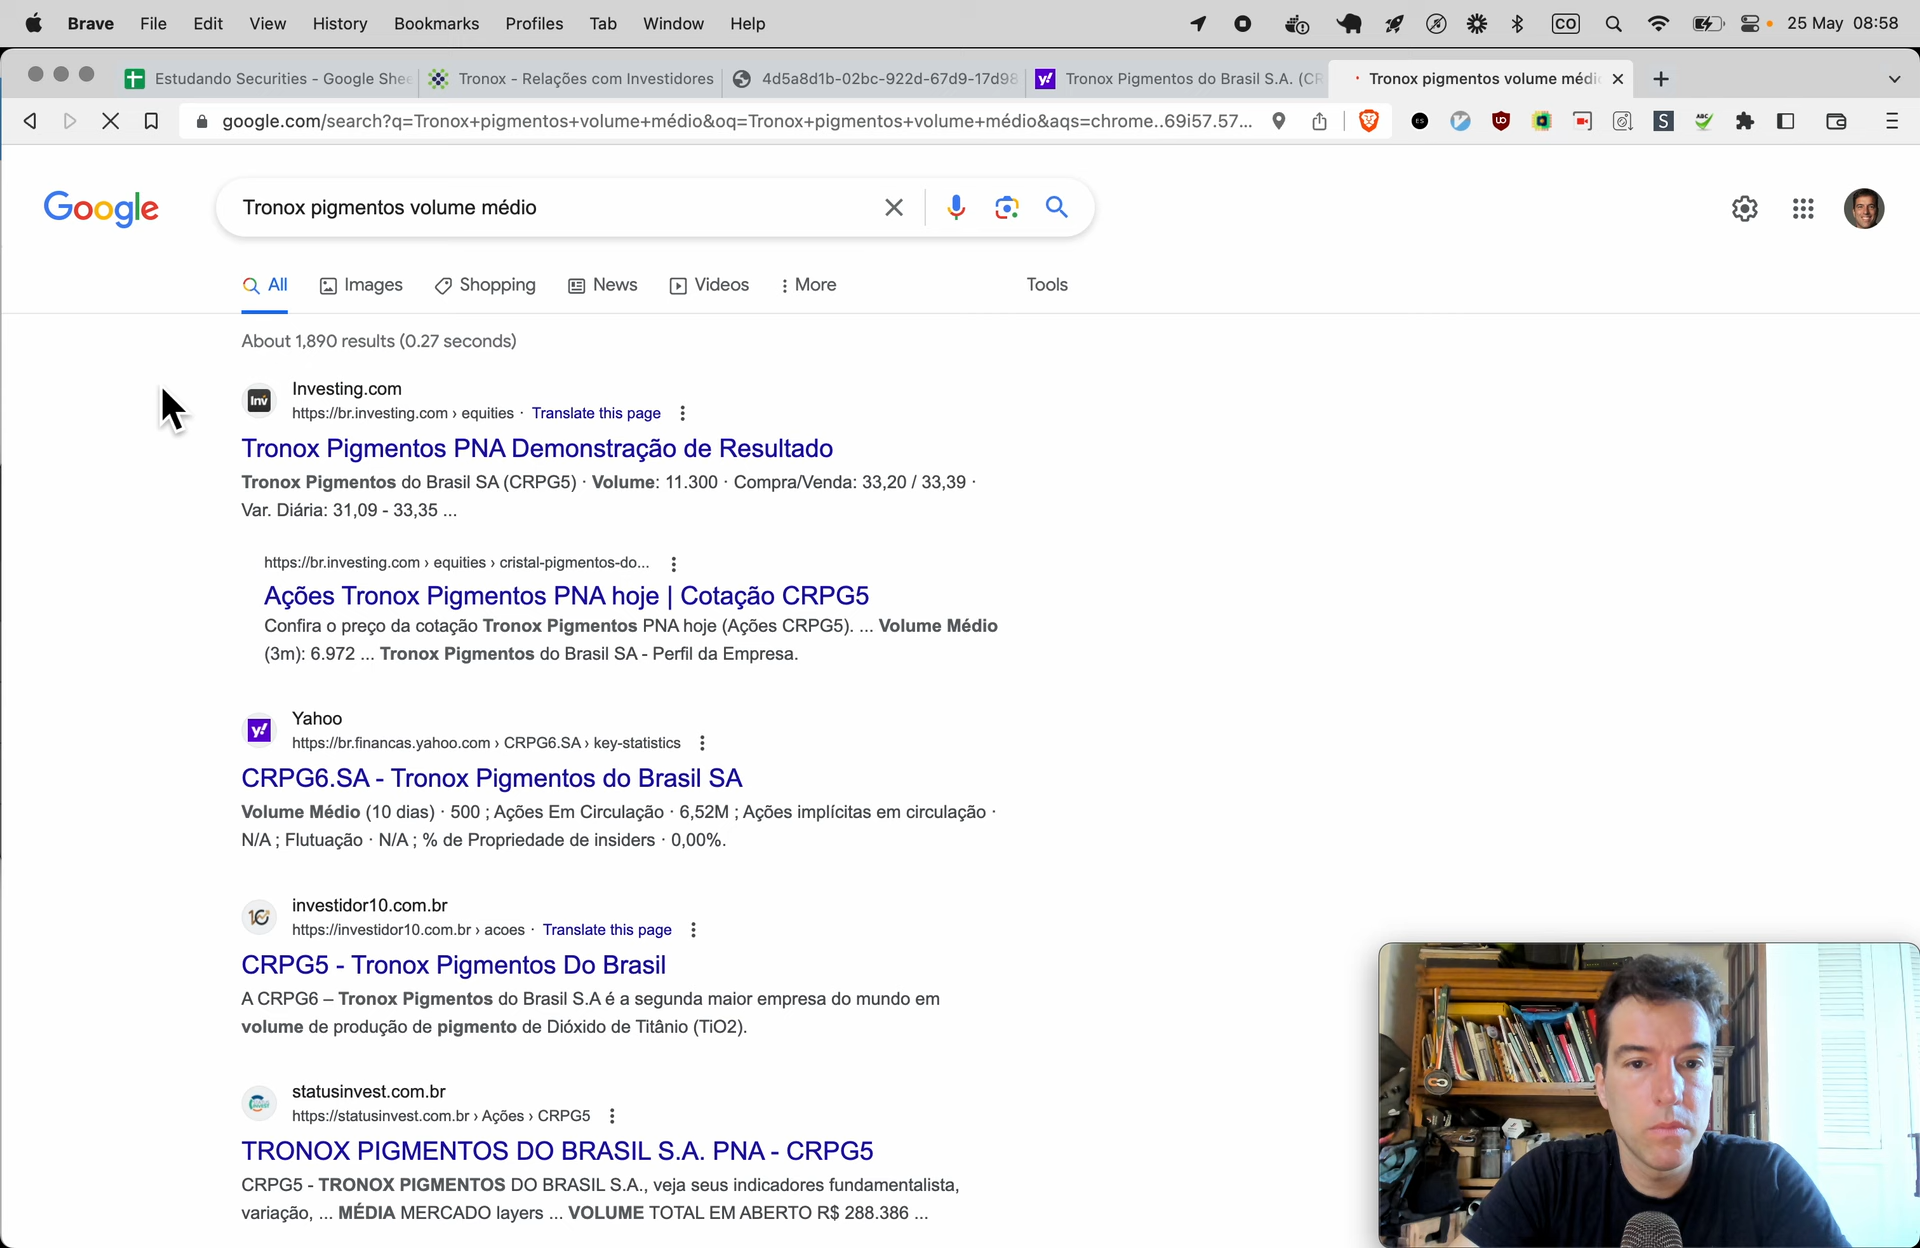 Brave File Edit View History Bookmarks Profiles Tab Window Help CO 25 May 08:58
Estudando Securities - Google Shee Tronox - Relações com Investidores 4d5a8d1b-02bc-922d-67d9-17d98 Tronox Pigmentos do Brasil S.A. (CR Tronox pigmentos volume médi
google.com/search?q=Tronox+pigmentos+volume+médio&oq=Tronox+pigmentos+volume+médio&aqs=chrome..69i57.57...
Google
Tronox pigmentos volume médio
All Images Shopping News Videos More Tools
About 1,890 results (0.27 seconds)
Inv
Investing.com
https://br.investing.com › equities · Translate this page
Tronox Pigmentos PNA Demonstração de Resultado
Tronox Pigmentos do Brasil SA (CRPG5) · Volume: 11.300 · Compra/Venda: 33,20 / 33,39 ·
Var. Diária: 31,09 - 33,35 ...
https://br.investing.com › equities › cristal-pigmentos-do...
Ações Tronox Pigmentos PNA hoje | Cotação CRPG5
Confira o preço da cotação Tronox Pigmentos PNA hoje (Ações CRPG5). ... Volume Médio
(3m): 6.972 ... Tronox Pigmentos do Brasil SA - Perfil da Empresa.
y!
Yahoo
https://br.financas.yahoo.com › CRPG6.SA › key-statistics
CRPG6.SA - Tronox Pigmentos do Brasil SA
Volume Médio (10 dias) · 500 ; Ações Em Circulação · 6,52M ; Ações implícitas em circulação ·
N/A ; Flutuação · N/A ; % de Propriedade de insiders · 0,00%.
10
investidor10.com.br
https://investidor10.com.br › acoes · Translate this page
CRPG5 - Tronox Pigmentos Do Brasil
A CRPG6 – Tronox Pigmentos do Brasil S.A é a segunda maior empresa do mundo em
volume de produção de pigmento de Dióxido de Titânio (TiO2).
statusinvest.com.br
https://statusinvest.com.br › Ações › CRPG5
TRONOX PIGMENTOS DO BRASIL S.A. PNA - CRPG5
CRPG5 - TRONOX PIGMENTOS DO BRASIL S.A., veja seus indicadores fundamentalista,
variação, ... MÉDIA MERCADO layers ... VOLUME TOTAL EM ABERTO R$ 288.386 ...